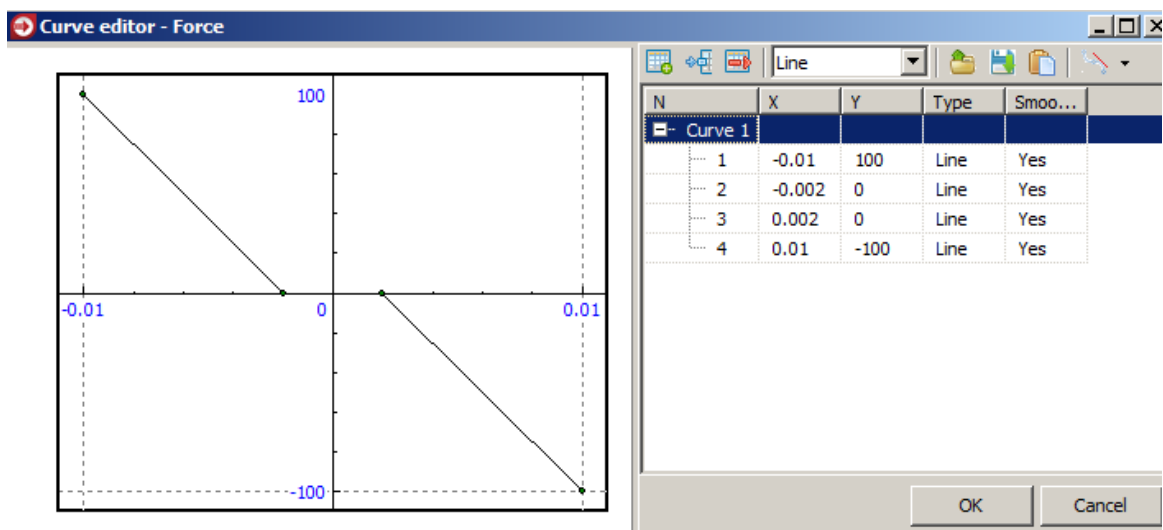 Curve editor - Force
100
-0.01
0
0.01
-100
Line
N X Y Type Smoo...
Curve 1
1 -0.01 100 Line Yes
2 -0.002 0 Line Yes
3 0.002 0 Line Yes
4 0.01 -100 Line Yes
OK Cancel